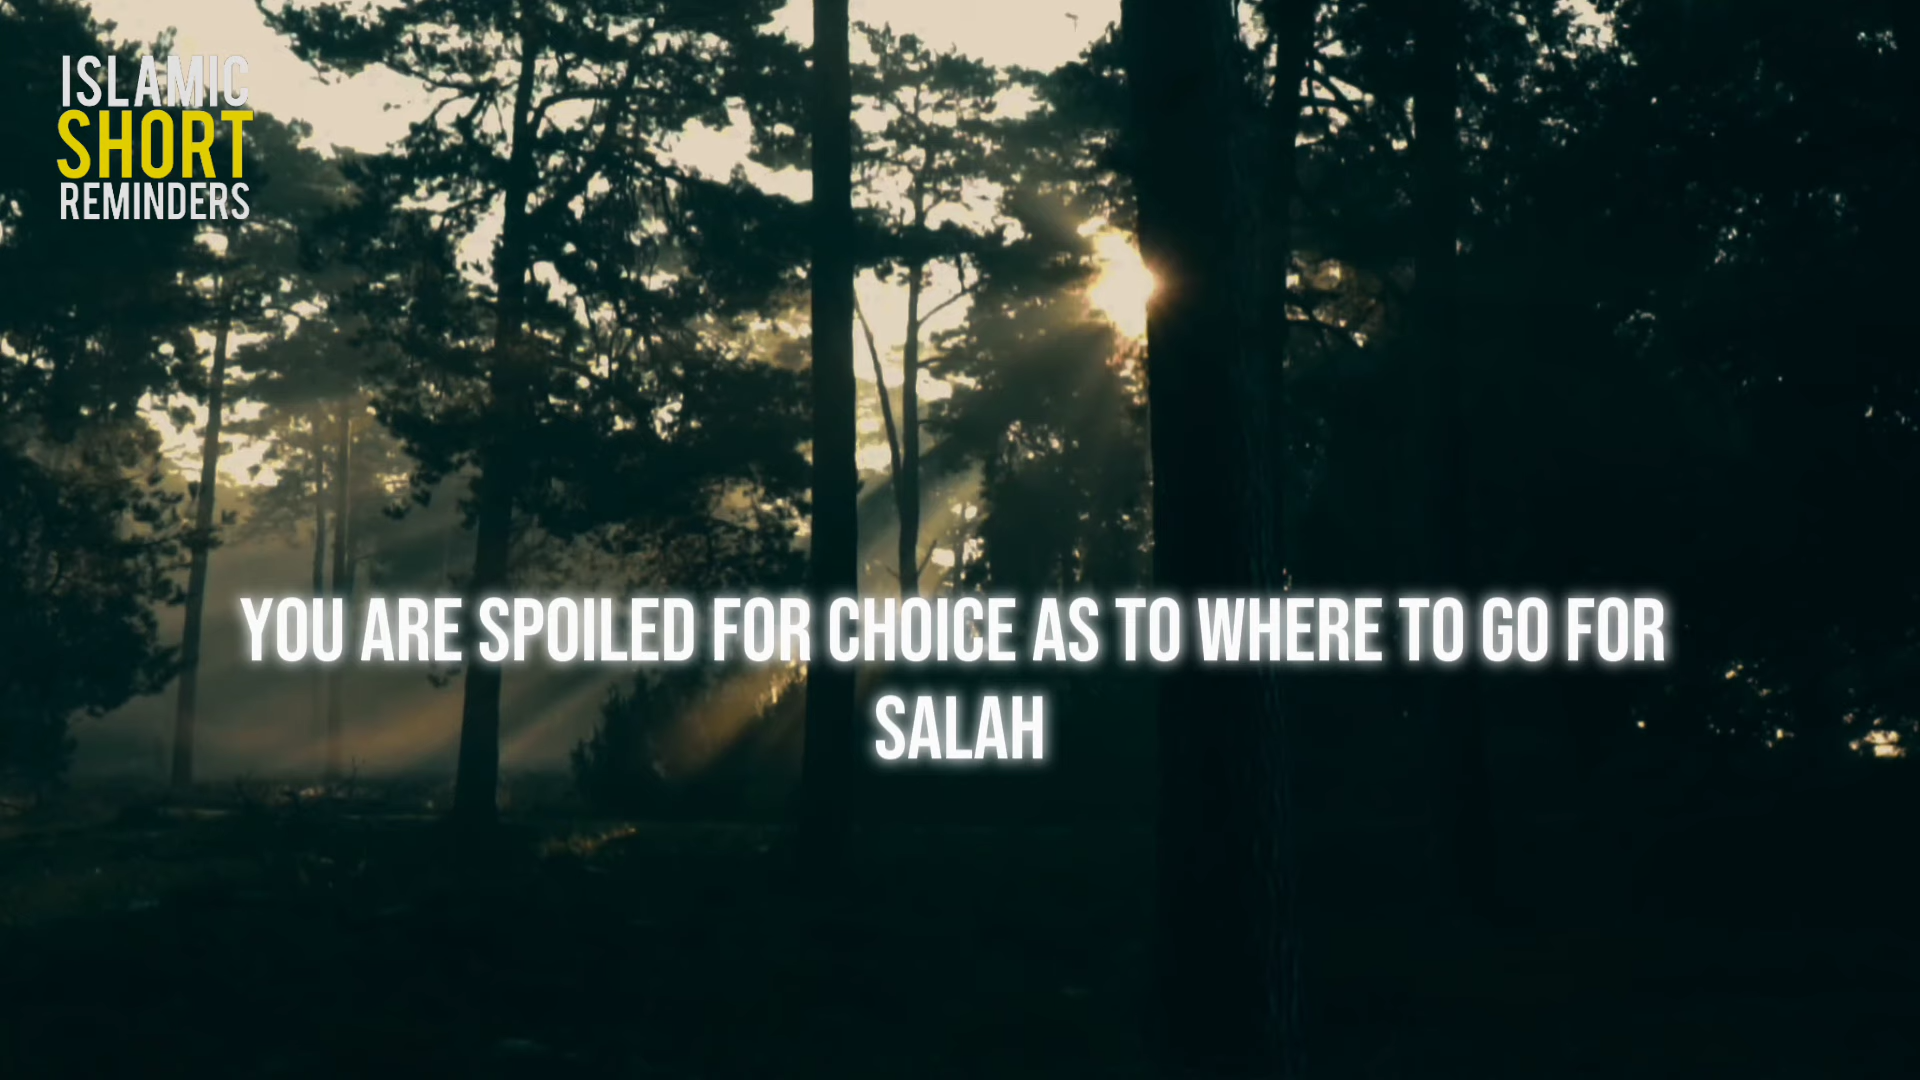 ISLAMIC
SHORT
REMINDERS
YOU ARE SPOILED FOR CHOICE AS TO WHERE TO GO FOR
SALAH